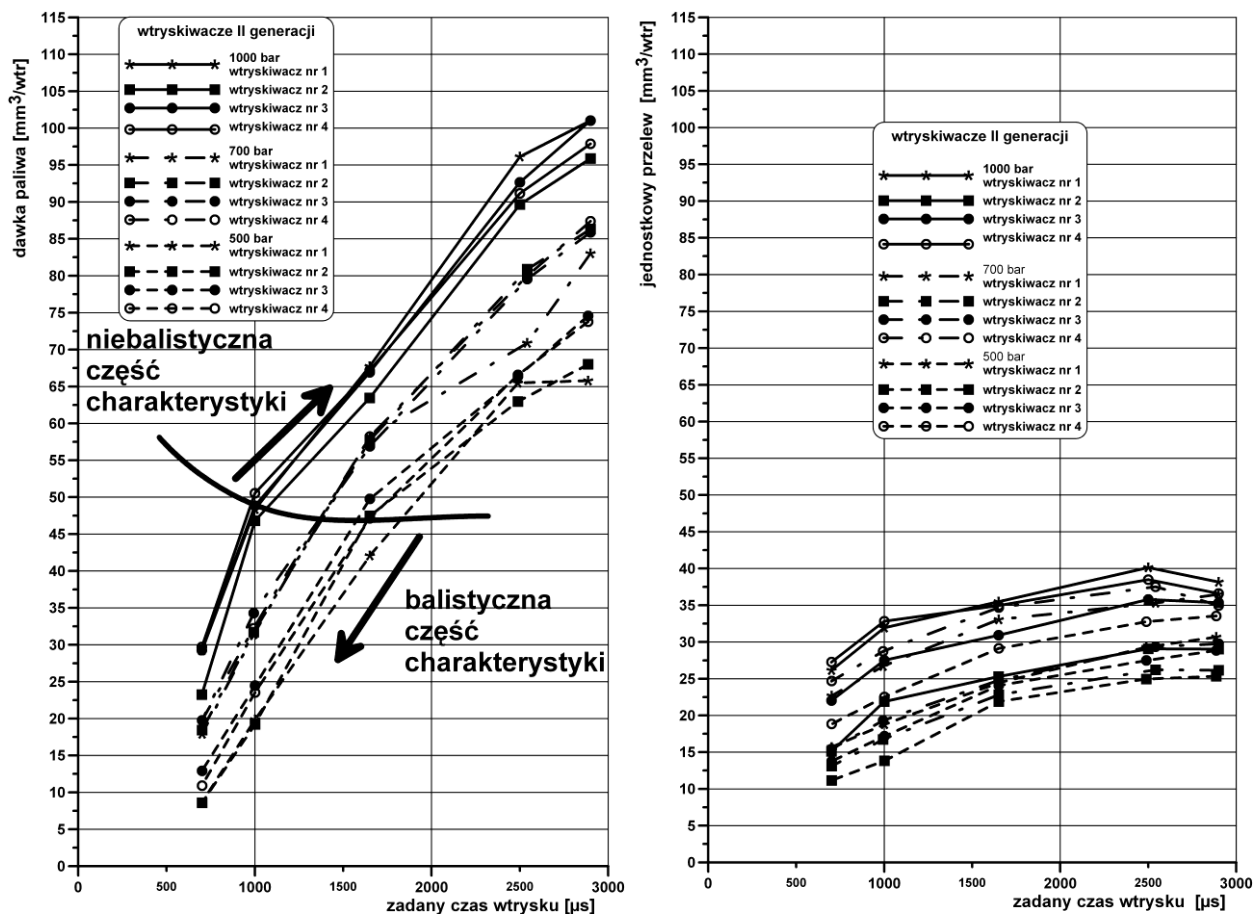 dawka paliwa [mm³/wtr]
115
110
105
100
95
90
85
80
75
70
65
60
55
50
45
40
35
30
25
20
15
10
5
0
wtryskiwacze II generacji
1000 bar
wtryskiwacz nr 1
wtryskiwacz nr 2
wtryskiwacz nr 3
wtryskiwacz nr 4
700 bar
wtryskiwacz nr 1
wtryskiwacz nr 2
wtryskiwacz nr 3
wtryskiwacz nr 4
500 bar
wtryskiwacz nr 1
wtryskiwacz nr 2
wtryskiwacz nr 3
wtryskiwacz nr 4
niebalistyczna
część
charakterystyki
balistyczna
część
charakterystyki
0 500 1000 1500 2000 2500 3000
zadany czas wtrysku [µs]
jednostkowy przelew [mm³/wtr]
115
110
105
100
95
90
85
80
75
70
65
60
55
50
45
40
35
30
25
20
15
10
5
0
wtryskiwacze II generacji
1000 bar
wtryskiwacz nr 1
wtryskiwacz nr 2
wtryskiwacz nr 3
wtryskiwacz nr 4
700 bar
wtryskiwacz nr 1
wtryskiwacz nr 2
wtryskiwacz nr 3
wtryskiwacz nr 4
500 bar
wtryskiwacz nr 1
wtryskiwacz nr 2
wtryskiwacz nr 3
wtryskiwacz nr 4
0 500 1000 1500 2000 2500 3000
zadany czas wtrysku [µs]